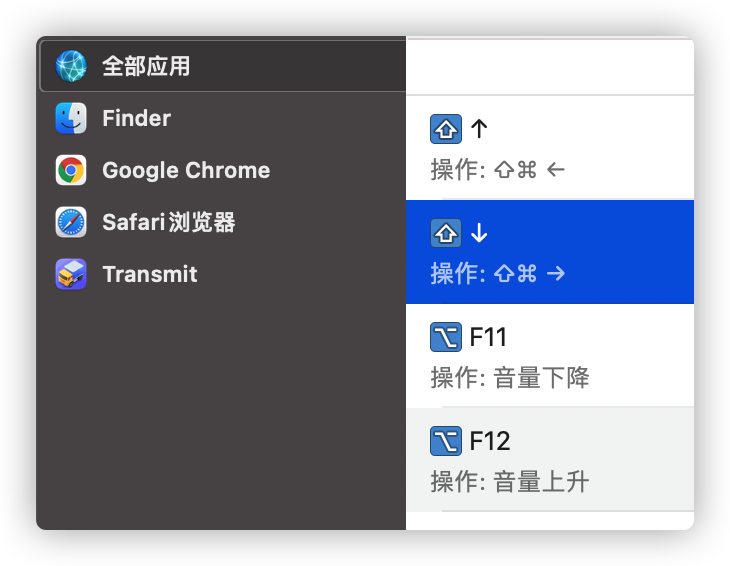 全部应用
Finder
Google Chrome
Safari浏览器
Transmit
⇧ ↑
操作: ⇧⌘ ←
⇧ ↓
操作: ⇧⌘ →
⌥ F11
操作: 音量下降
⌥ F12
操作: 音量上升